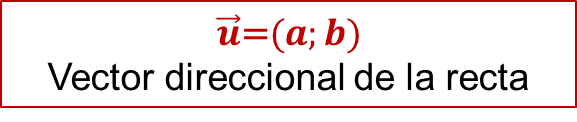 u⃗=(a; b)
Vector direccional de la recta